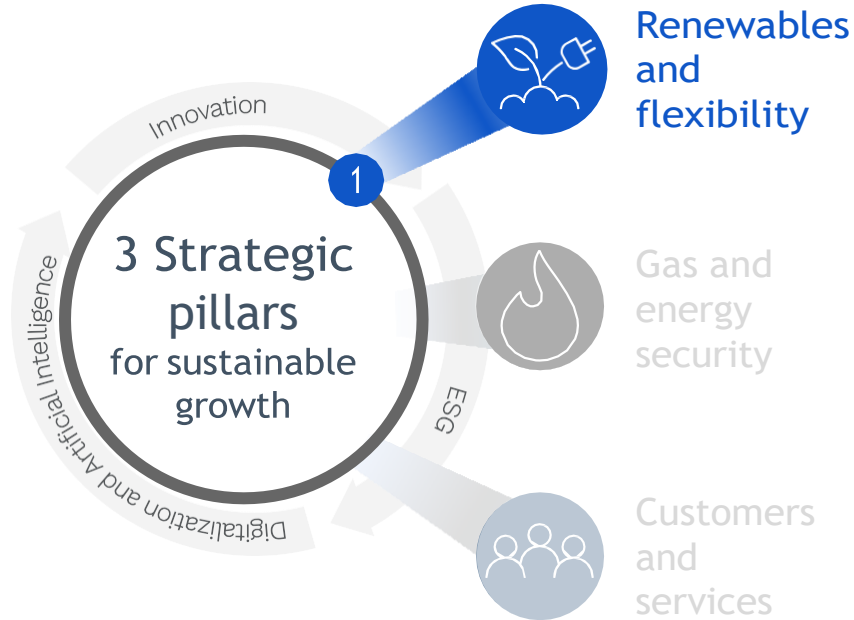 Innovation
1
3 Strategic
pillars
for sustainable
growth
ESG
Digitalization and Artificial Intelligence
Renewables
and
flexibility
Gas and
energy
security
Customers
and
services